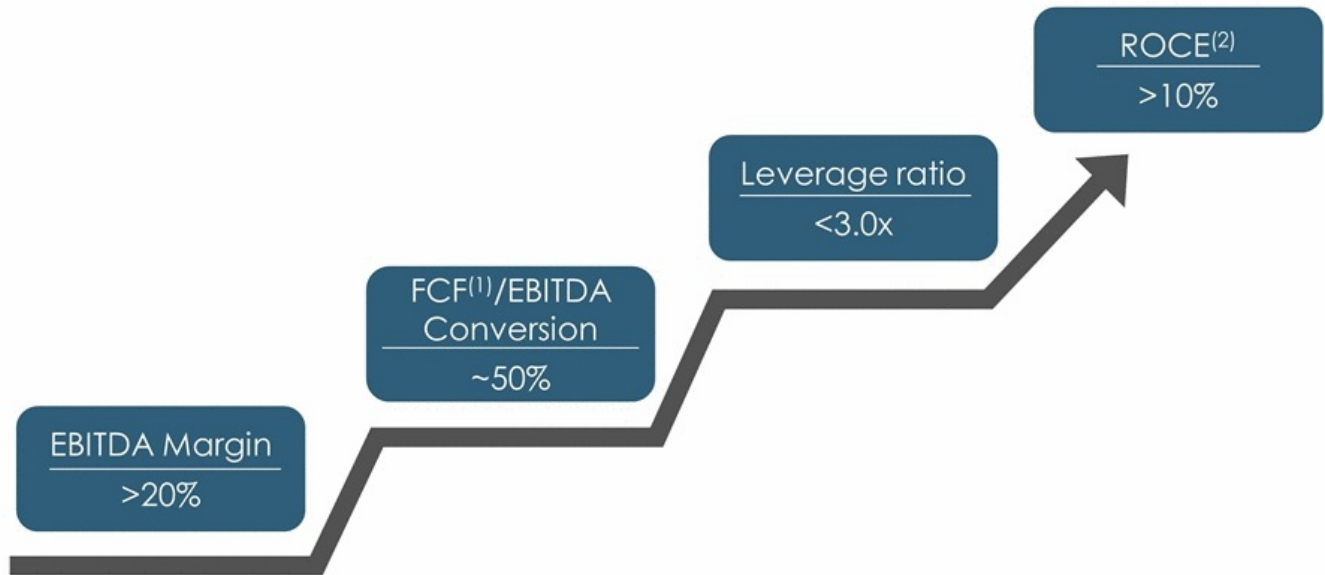 EBITDA Margin
>20%
FCF(1)/EBITDA
Conversion
~50%
Leverage ratio
<3.0x
ROCE(2)
>10%